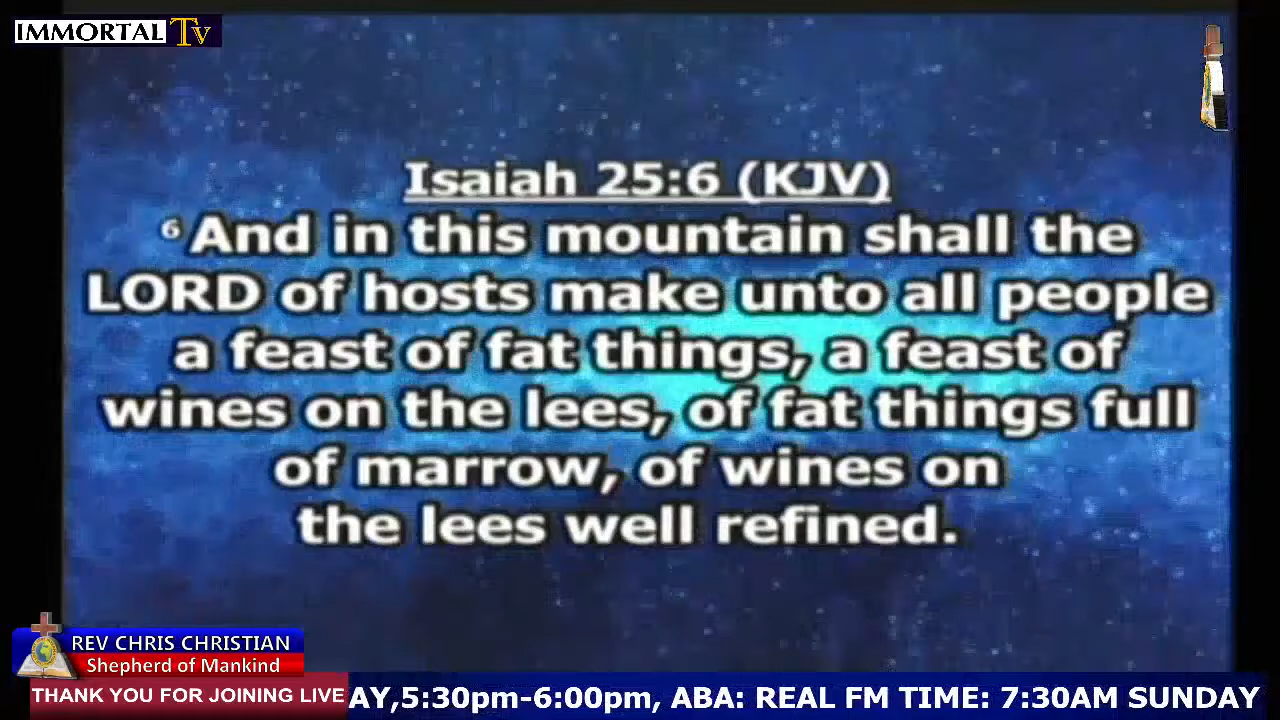 IMMORTAL Tv
Isaiah 25:6 (KJV)
6 And in this mountain shall the
LORD of hosts make unto all people
a feast of fat things, a feast of
wines on the lees, of fat things full
of marrow, of wines on
the lees well refined.
REV CHRIS CHRISTIAN
Shepherd of Mankind
THANK YOU FOR JOINING LIVE AY,5:30pm-6:00pm, ABA: REAL FM TIME: 7:30AM SUNDAY